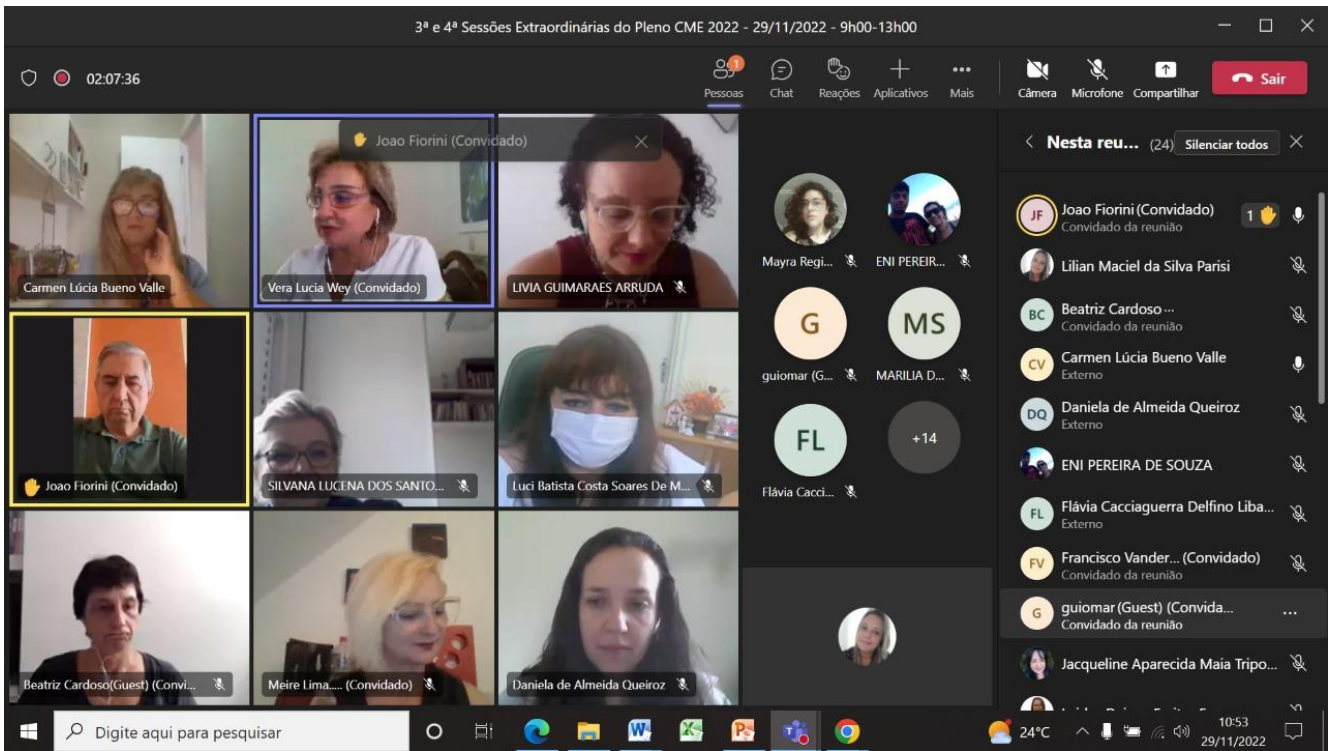 3ª e 4ª Sessões Extraordinárias do Pleno CME 2022 - 29/11/2022 - 9h00-13h00
02:07:36
1
Pessoas
Chat
Reações
Aplicativos
Mais
Câmera
Microfone
Compartilhar
Sair
Joao Fiorini (Convidado)
Carmen Lúcia Bueno Valle
Vera Lucia Wey (Convidado)
LIVIA GUIMARAES ARRUDA
Joao Fiorini (Convidado)
SILVANA LUCENA DOS SANTO...
Luci Batista Costa Soares De M...
Beatriz Cardoso(Guest) (Convi...
Meire Lima..... (Convidado)
Daniela de Almeida Queiroz
Mayra Regi...
ENI PEREIR...
G
MS
guiomar (G...
MARILIA D...
FL
+14
Flávia Cacci...
Nesta reu... (24)
Silenciar todos
JF
Joao Fiorini (Convidado)
Convidado da reunião
1
Lilian Maciel da Silva Parisi
BC
Beatriz Cardoso ...
Convidado da reunião
CV
Carmen Lúcia Bueno Valle
Externo
DQ
Daniela de Almeida Queiroz
Externo
ENI PEREIRA DE SOUZA
FL
Flávia Cacciaguerra Delfino Liba...
Externo
FV
Francisco Vander... (Convidado)
Convidado da reunião
G
guiomar (Guest) (Convida...
Convidado da reunião
Jacqueline Aparecida Maia Tripo...
Digite aqui para pesquisar
24°C
10:53
29/11/2022